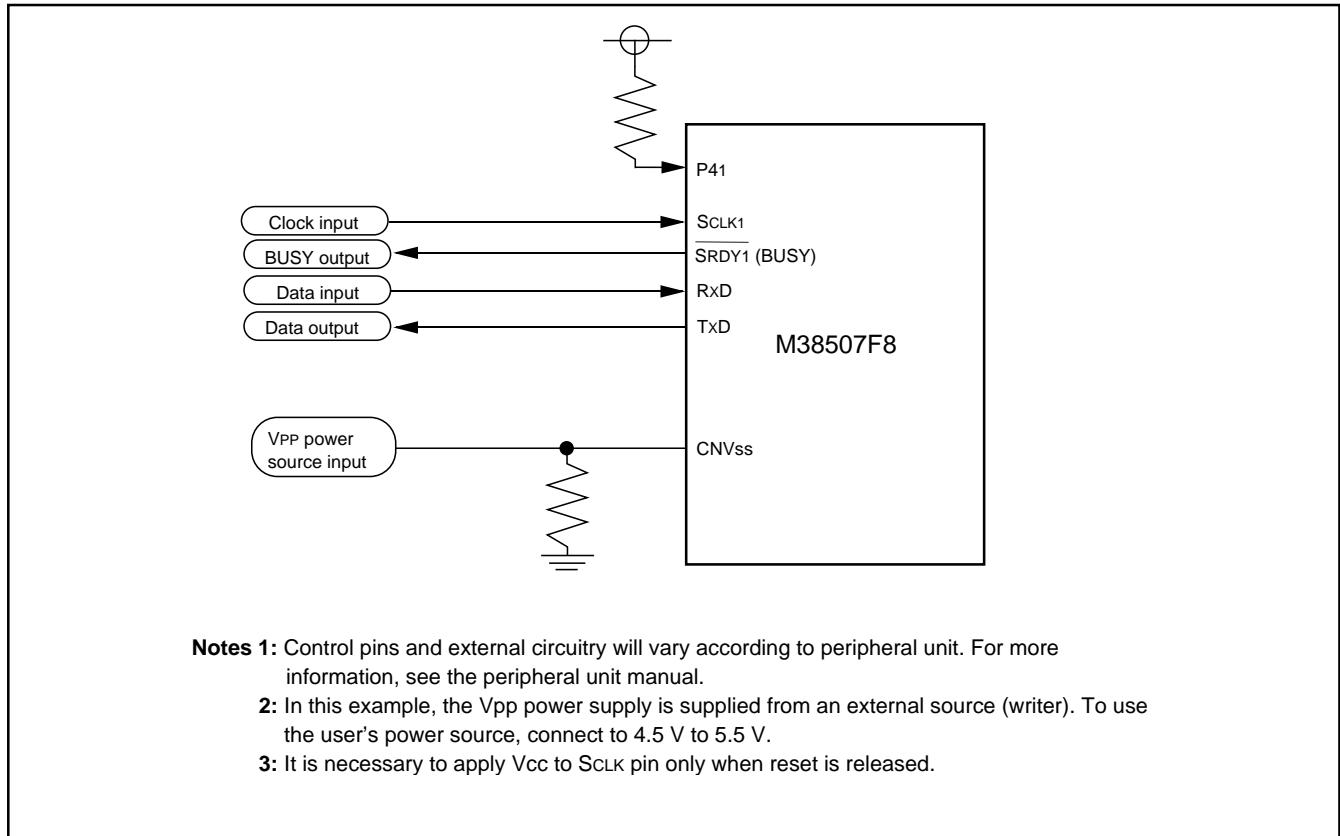 P41
Clock input
SCLK1
BUSY output
SRDY1 (BUSY)
Data input
RxD
Data output
TxD
M38507F8
VPP power
source input
CNVss
Notes 1: Control pins and external circuitry will vary according to peripheral unit. For more
information, see the peripheral unit manual.
2: In this example, the Vpp power supply is supplied from an external source (writer). To use
the user's power source, connect to 4.5 V to 5.5 V.
3: It is necessary to apply Vcc to SCLK pin only when reset is released.